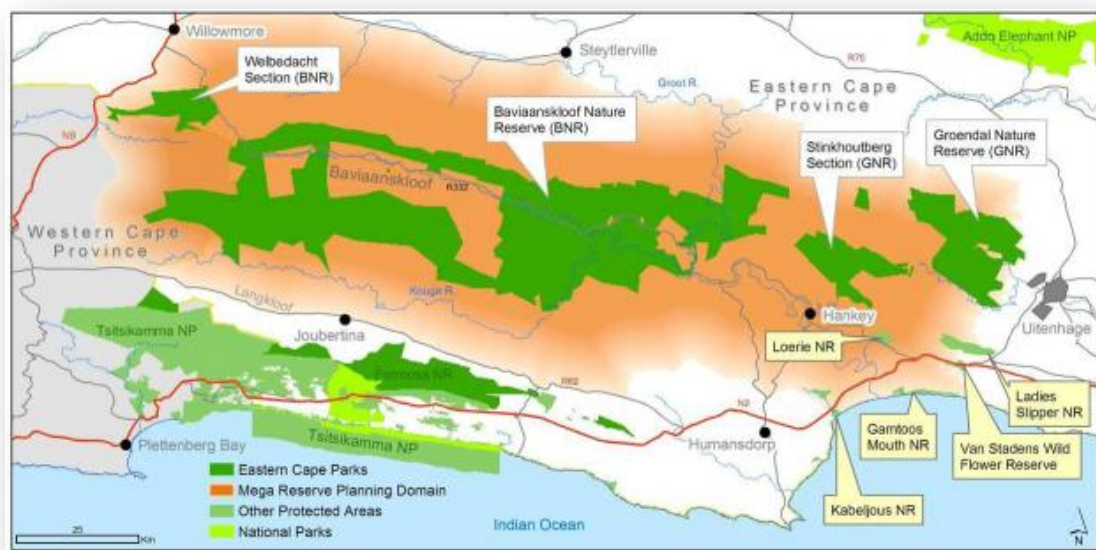 Willowmore
Steytlerville
Addo Elephant NP
R75
Welbedacht
Section (BNR)
Groot R.
Eastern Cape
Province
Baviaanskloof Nature
Reserve (BNR)
Stinkhoutberg
Section (GNR)
Groendal Nature
Reserve (GNR)
N9
Baviaanskloof
R332
Western Cape
Province
Kouga R.
Langkloof
Hankey
Uitenhage
Tsitsikamma NP
Joubertina
Loerie NR
Formosa NR
R62
Ladies
Slipper NR
N2
Humansdorp
Gamtoos
Mouth NR
Van Stadens Wild
Flower Reserve
Plettenberg Bay
Tsitsikamma NP
Eastern Cape Parks
Mega Reserve Planning Domain
Other Protected Areas
National Parks
Kabeljous NR
Indian Ocean
25
Km
N